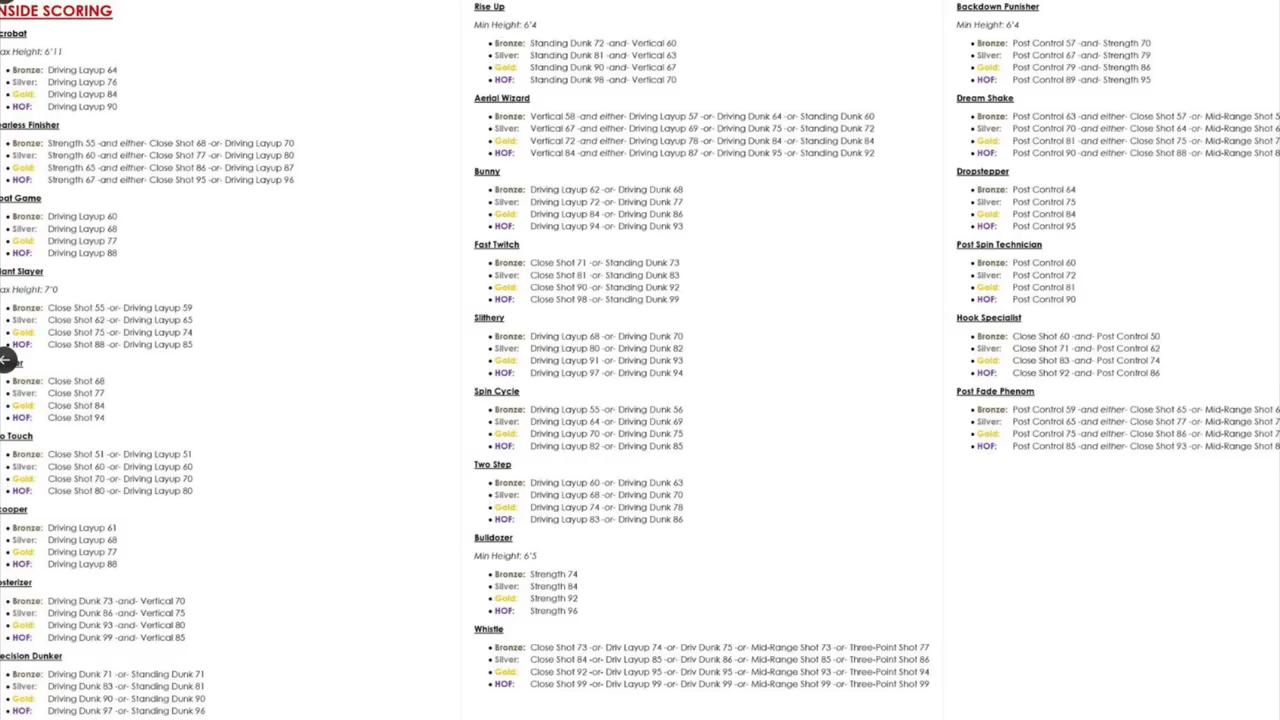 NSIDE SCORING
crobat
ax Height: 6'11
• Bronze: Driving Layup 64
• Silver: Driving Layup 76
• Gold: Driving Layup 84
• HOF: Driving Layup 90
earless Finisher
• Bronze: Strength 55 -and either- Close Shot 68 -or- Driving Layup 70
• Silver: Strength 60 -and either- Close Shot 77 -or- Driving Layup 80
• Gold: Strength 65 -and either- Close Shot 86 -or- Driving Layup 87
• HOF: Strength 67 -and either- Close Shot 95 -or- Driving Layup 96
oat Game
• Bronze: Driving Layup 60
• Silver: Driving Layup 68
• Gold: Driving Layup 77
• HOF: Driving Layup 88
iant Slayer
ax Height: 7'0
• Bronze: Close Shot 55 -or- Driving Layup 59
• Silver: Close Shot 62 -or- Driving Layup 65
• Gold: Close Shot 75 -or- Driving Layup 74
• HOF: Close Shot 88 -or- Driving Layup 85
er
• Bronze: Close Shot 68
• Silver: Close Shot 77
• Gold: Close Shot 84
• HOF: Close Shot 94
o Touch
• Bronze: Close Shot 51 -or- Driving Layup 51
• Silver: Close Shot 60 -or- Driving Layup 60
• Gold: Close Shot 70 -or- Driving Layup 70
• HOF: Close Shot 80 -or- Driving Layup 80
cooper
• Bronze: Driving Layup 61
• Silver: Driving Layup 68
• Gold: Driving Layup 77
• HOF: Driving Layup 88
osterizer
• Bronze: Driving Dunk 73 -and- Vertical 70
• Silver: Driving Dunk 86 -and- Vertical 75
• Gold: Driving Dunk 93 -and- Vertical 80
• HOF: Driving Dunk 99 -and- Vertical 85
ecision Dunker
• Bronze: Driving Dunk 71 -or- Standing Dunk 71
• Silver: Driving Dunk 83 -or- Standing Dunk 81
• Gold: Driving Dunk 90 -or- Standing Dunk 90
• HOF: Driving Dunk 97 -or- Standing Dunk 96
Rise Up
Min Height: 6'4
• Bronze: Standing Dunk 72 -and- Vertical 60
• Silver: Standing Dunk 81 -and- Vertical 63
• Gold: Standing Dunk 90 -and- Vertical 67
• HOF: Standing Dunk 98 -and- Vertical 70
Aerial Wizard
• Bronze: Vertical 58 -and either- Driving Layup 57 -or- Driving Dunk 64 -or- Standing Dunk 60
• Silver: Vertical 67 -and either- Driving Layup 69 -or- Driving Dunk 75 -or- Standing Dunk 72
• Gold: Vertical 72 -and either- Driving Layup 78 -or- Driving Dunk 84 -or- Standing Dunk 84
• HOF: Vertical 84 -and either- Driving Layup 87 -or- Driving Dunk 95 -or- Standing Dunk 92
Bunny
• Bronze: Driving Layup 62 -or- Driving Dunk 68
• Silver: Driving Layup 72 -or- Driving Dunk 77
• Gold: Driving Layup 84 -or- Driving Dunk 86
• HOF: Driving Layup 94 -or- Driving Dunk 93
Fast Twitch
• Bronze: Close Shot 71 -or- Standing Dunk 73
• Silver: Close Shot 81 -or- Standing Dunk 83
• Gold: Close Shot 90 -or- Standing Dunk 92
• HOF: Close Shot 98 -or- Standing Dunk 99
Slithery
• Bronze: Driving Layup 68 -or- Driving Dunk 70
• Silver: Driving Layup 80 -or- Driving Dunk 82
• Gold: Driving Layup 91 -or- Driving Dunk 93
• HOF: Driving Layup 97 -or- Driving Dunk 94
Spin Cycle
• Bronze: Driving Layup 55 -or- Driving Dunk 56
• Silver: Driving Layup 64 -or- Driving Dunk 69
• Gold: Driving Layup 70 -or- Driving Dunk 75
• HOF: Driving Layup 82 -or- Driving Dunk 85
Two Step
• Bronze: Driving Layup 60 -or- Driving Dunk 63
• Silver: Driving Layup 68 -or- Driving Dunk 70
• Gold: Driving Layup 74 -or- Driving Dunk 78
• HOF: Driving Layup 83 -or- Driving Dunk 86
Bulldozer
Min Height: 6'5
• Bronze: Strength 74
• Silver: Strength 84
• Gold: Strength 92
• HOF: Strength 96
Whistle
• Bronze: Close Shot 73 -or- Driv Layup 74 -or- Driv Dunk 75 -or- Mid-Range Shot 73 -or- Three-Point Shot 77
• Silver: Close Shot 84 -or- Driv Layup 85 -or- Driv Dunk 86 -or- Mid-Range Shot 85 -or- Three-Point Shot 86
• Gold: Close Shot 92 -or- Driv Layup 95 -or- Driv Dunk 95 -or- Mid-Range Shot 95 -or- Three-Point Shot 94
• HOF: Close Shot 99 -or- Driv Layup 99 -or- Driv Dunk 99 -or- Mid-Range Shot 99 -or- Three-Point Shot 99
Backdown Punisher
Min Height: 6'4
• Bronze: Post Control 57 -and- Strength 70
• Silver: Post Control 67 -and- Strength 79
• Gold: Post Control 79 -and- Strength 86
• HOF: Post Control 89 -and- Strength 95
Dream Shake
• Bronze: Post Control 63 -and either- Close Shot 57 -or- Mid-Range Shot 5
• Silver: Post Control 70 -and either- Close Shot 64 -or- Mid-Range Shot 6
• Gold: Post Control 81 -and either- Close Shot 75 -or- Mid-Range Shot 7
• HOF: Post Control 90 -and either- Close Shot 88 -or- Mid-Range Shot 8
Dropstepper
• Bronze: Post Control 64
• Silver: Post Control 75
• Gold: Post Control 84
• HOF: Post Control 95
Post Spin Technician
• Bronze: Post Control 60
• Silver: Post Control 72
• Gold: Post Control 81
• HOF: Post Control 90
Hook Specialist
• Bronze: Close Shot 60 -and- Post Control 50
• Silver: Close Shot 71 -and- Post Control 62
• Gold: Close Shot 83 -and- Post Control 74
• HOF: Close Shot 92 -and- Post Control 86
Post Fade Phenom
• Bronze: Post Control 59 -and either- Close Shot 65 -or- Mid-Range Shot 6
• Silver: Post Control 65 -and either- Close Shot 77 -or- Mid-Range Shot 7
• Gold: Post Control 75 -and either- Close Shot 86 -or- Mid-Range Shot 7
• HOF: Post Control 85 -and either- Close Shot 93 -or- Mid-Range Shot 8